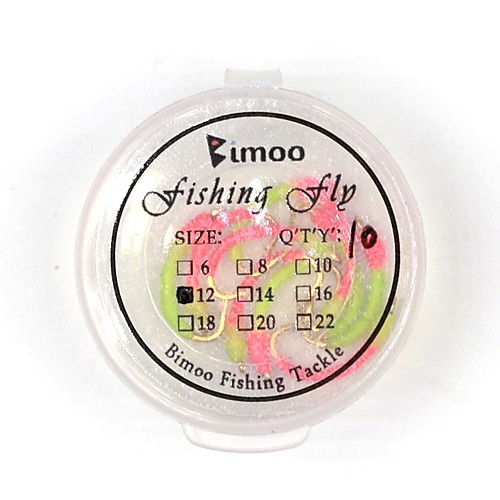 Bimoo
Fishing Fly
SIZE: Q'T'Y': 10
□ 6 □ 8 □ 10
■ 12 □ 14 □ 16
□ 18 □ 20 □ 22
Bimoo Fishing Tackle